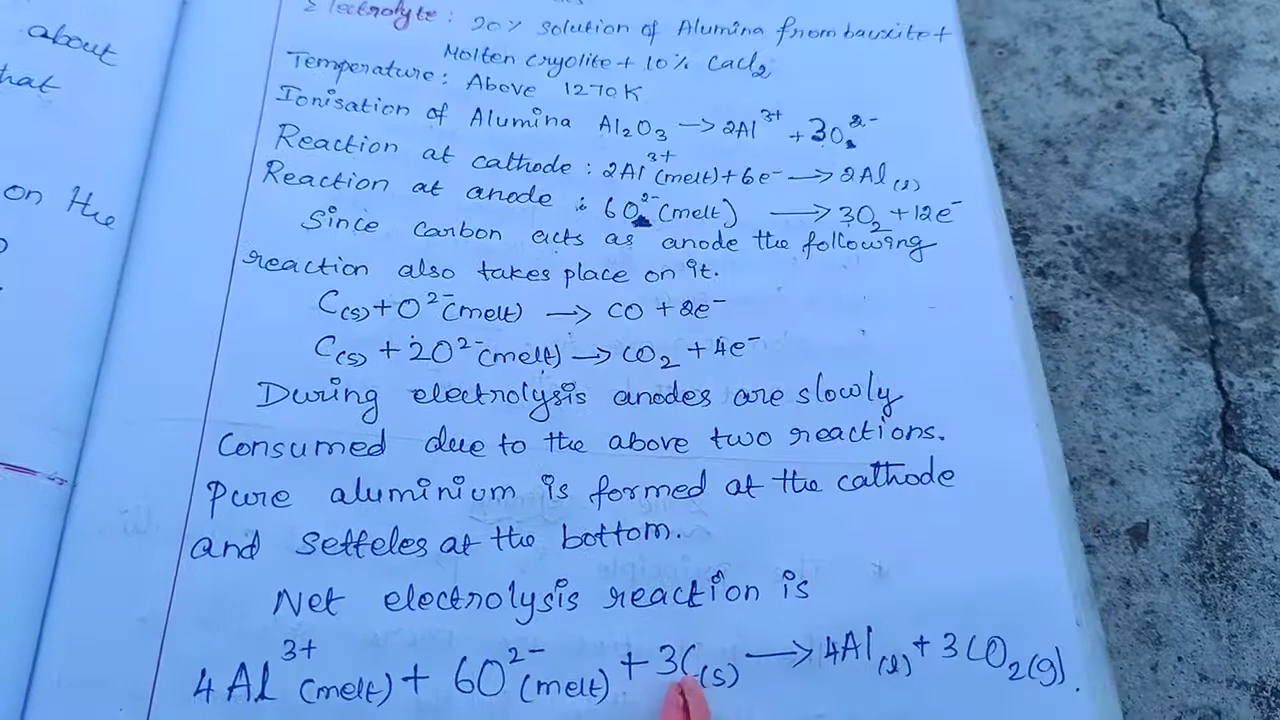 about
that
on the
Electrolyte: 20% solution of Alumina from bauxite +
Molten cryolite + 10% CaCl2
Temperature: Above 1270K
Ionisation of Alumina Al2O3 → 2Al3+ + 3O2-
Reaction at cathode : 2Al3+(melt) + 6e- → 2Al(l)
Reaction at anode : 6O2-(melt) → 3O2 + 12e-
Since carbon acts as anode the following
reaction also takes place on it.
C(s) + O2-(melt) → CO + 2e-
C(s) + 2O2-(melt) → CO2 + 4e-
During electrolysis anodes are slowly
consumed due to the above two reactions.
Pure aluminium is formed at the cathode
and setteles at the bottom.
Net electrolysis reaction is
4Al3+(melt) + 6O2-(melt) + 3C(s) → 4Al(l) + 3CO2(g).